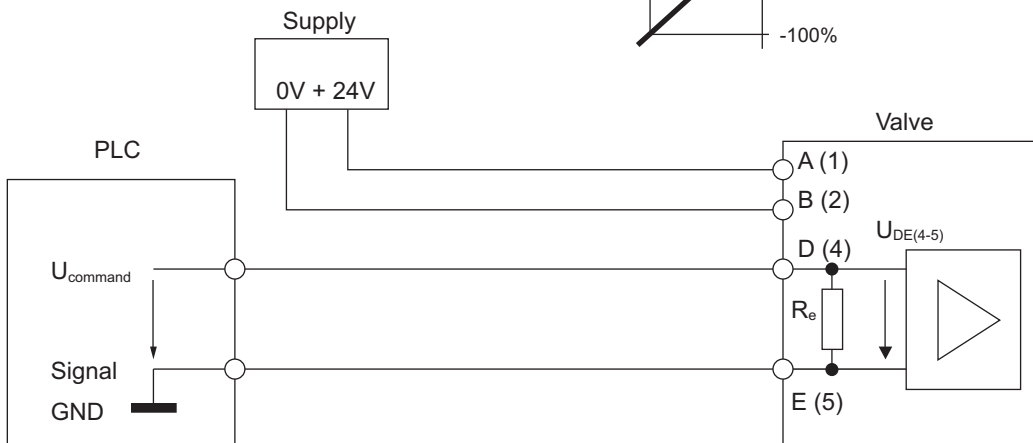 -100%
Supply
0V + 24V
PLC
Valve
A (1)
B (2)
U_DE(4-5)
D (4)
U_command
R_e
Signal
GND
E (5)